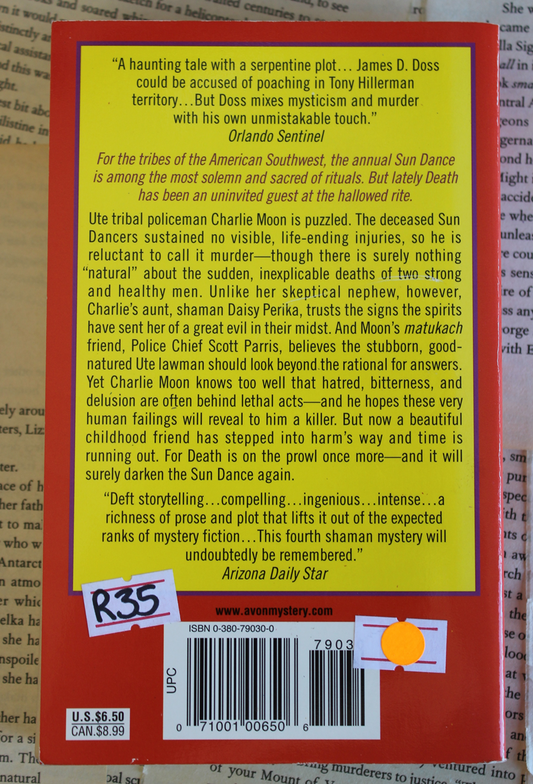 “A haunting tale with a serpentine plot... James D. Doss
could be accused of poaching in Tony Hillerman
territory...But Doss mixes mysticism and murder
with his own unmistakable touch.”
Orlando Sentinel
For the tribes of the American Southwest, the annual Sun Dance
is among the most solemn and sacred of rituals. But lately Death
has been an uninvited guest at the hallowed rite.
Ute tribal policeman Charlie Moon is puzzled. The deceased Sun
Dancers sustained no visible, life-ending injuries, so he is
reluctant to call it murder—though there is surely nothing
“natural” about the sudden, inexplicable deaths of two strong
and healthy men. Unlike her skeptical nephew, however,
Charlie's aunt, shaman Daisy Perika, trusts the signs the spirits
have sent her of a great evil in their midst. And Moon's matukach
friend, Police Chief Scott Parris, believes the stubborn, good-
natured Ute lawman should look beyond the rational for answers.
Yet Charlie Moon knows too well that hatred, bitterness, and
delusion are often behind lethal acts—and he hopes these very
human failings will reveal to him a killer. But now a beautiful
childhood friend has stepped into harm's way and time is
running out. For Death is on the prowl once more—and it will
surely darken the Sun Dance again.
“Deft storytelling...compelling...ingenious...intense...a
richness of prose and plot that lifts it out of the expected
ranks of mystery fiction...This fourth shaman mystery will
undoubtedly be remembered.”
Arizona Daily Star
R35
www.avonmystery.com
ISBN 0-380-79030-0
7903
UPC
0 71001 00650 6
U.S.$6.50
CAN.$8.99